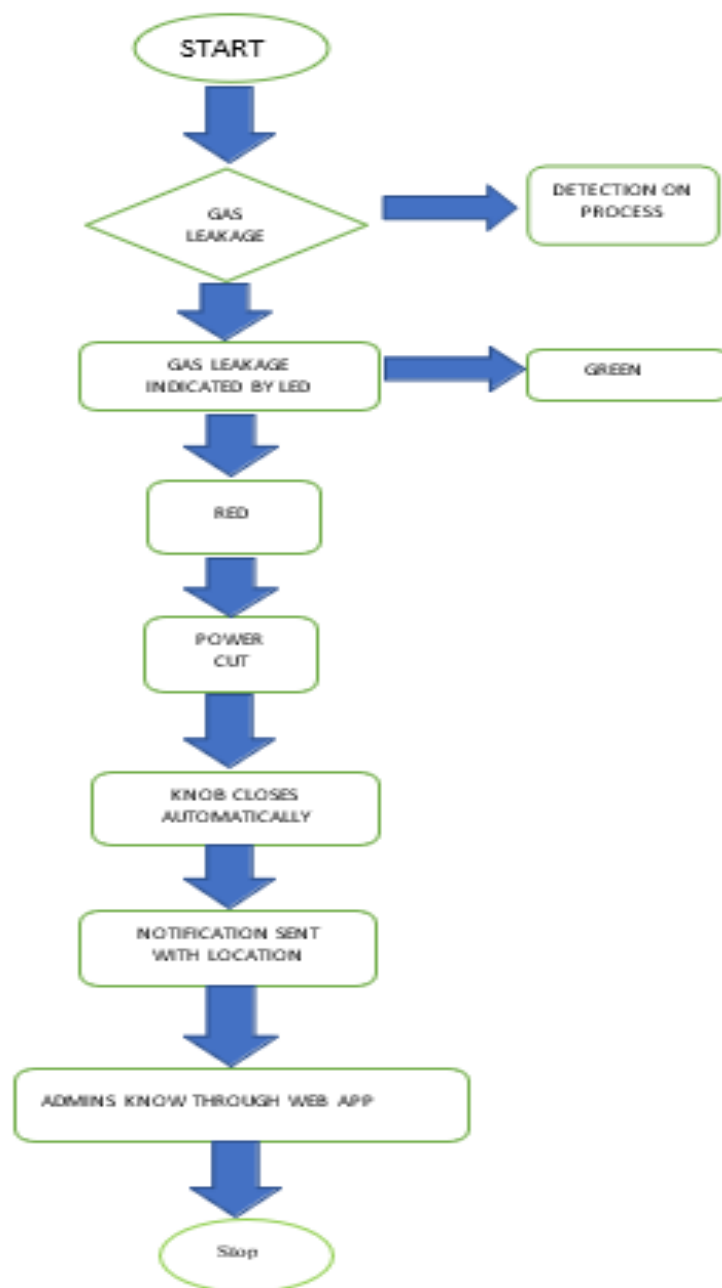 START
GAS
LEAKAGE
DETECTION ON
PROCESS
GAS LEAKAGE
INDICATED BY LED
GREEN
RED
POWER
CUT
KNOB CLOSES
AUTOMATICALLY
NOTIFICATION SENT
WITH LOCATION
ADMINS KNOW THROUGH WEB APP
Stop